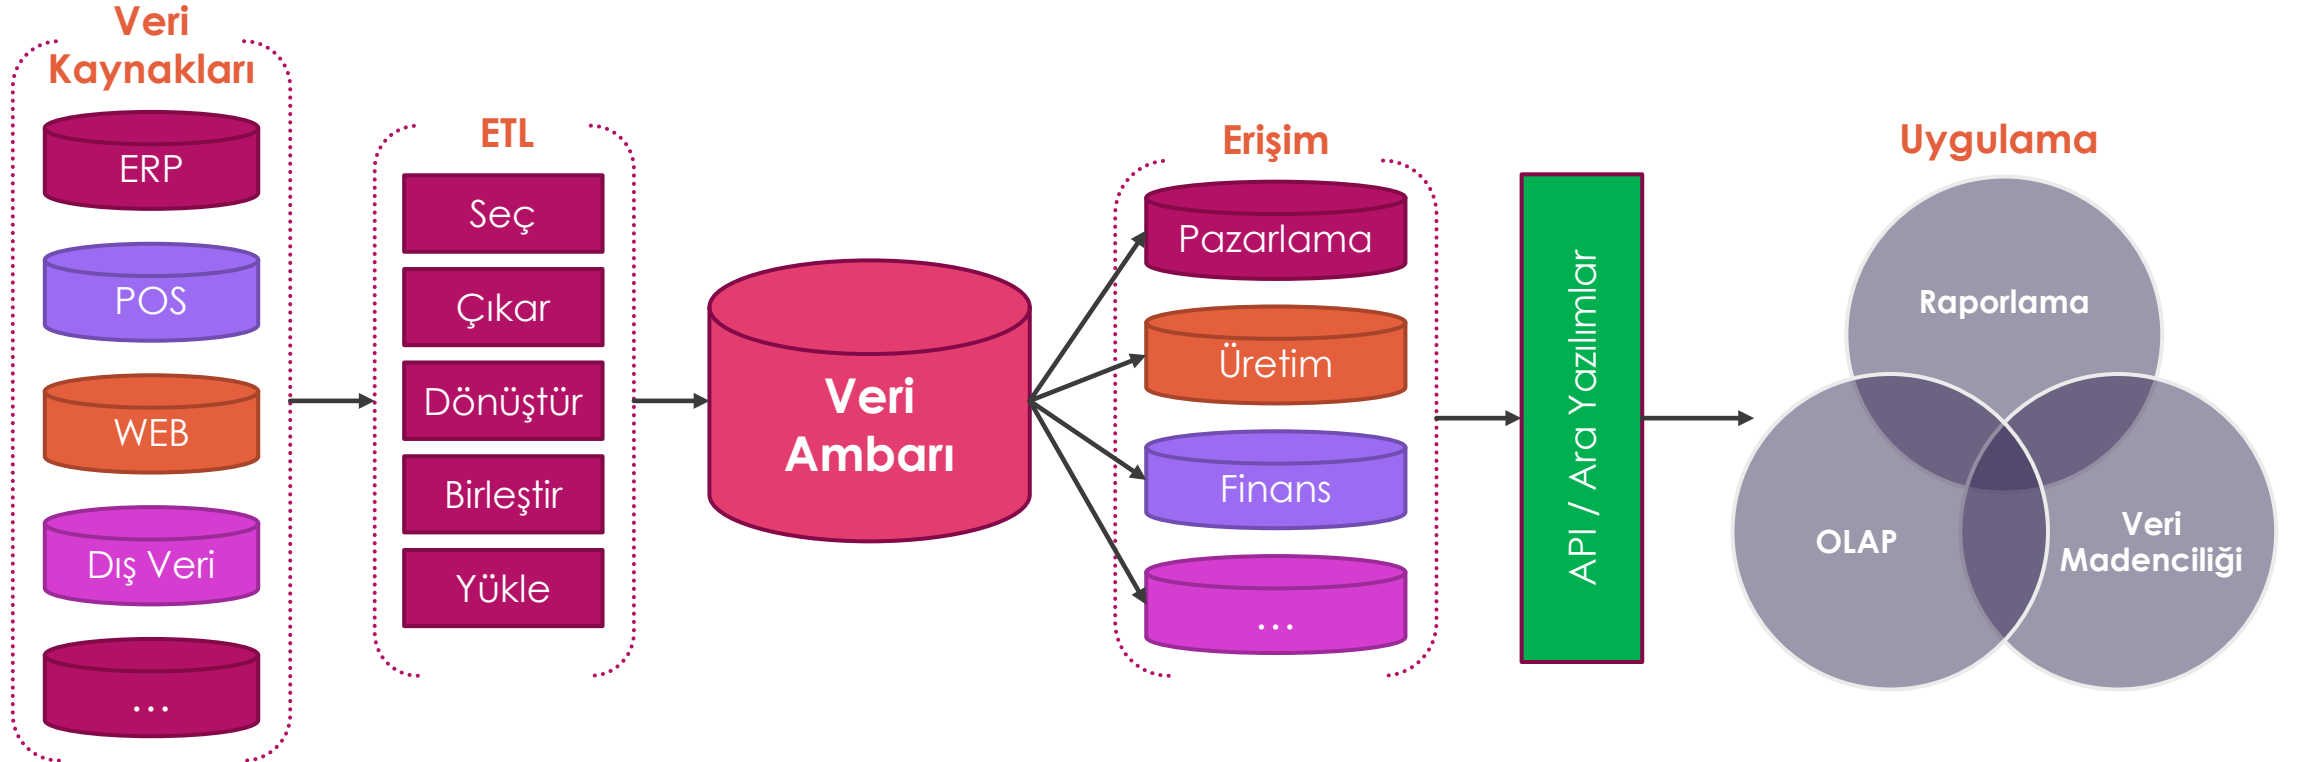 Veri
Kaynakları
ERP
POS
WEB
Dış Veri
...
ETL
Seç
Çıkar
Dönüştür
Birleştir
Yükle
Veri
Ambarı
Erişim
Pazarlama
Üretim
Finans
...
API / Ara Yazılımlar
Uygulama
Raporlama
OLAP
Veri
Madenciliği